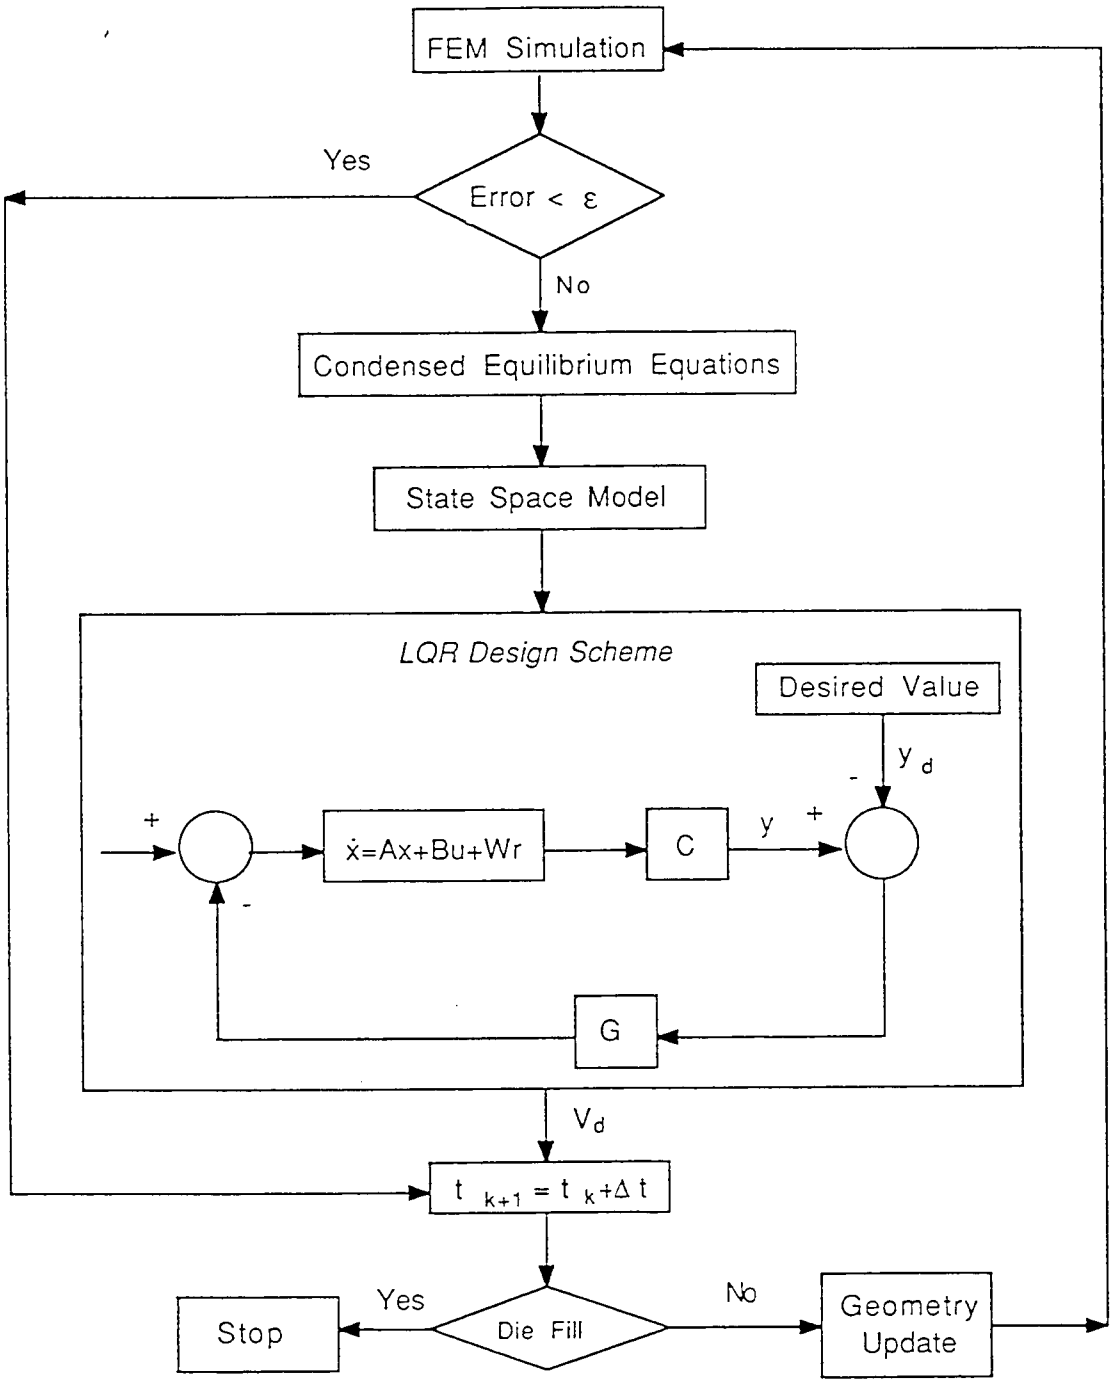 FEM Simulation
Yes
Error < ε
No
Condensed Equilibrium Equations
State Space Model
LQR Design Scheme
Desired Value
y d
-
+
ẋ=Ax+Bu+Wr
C
y
+
-
G
Vd
t k+1 = t k+Δ t
Yes
No
Stop
Die Fill
Geometry
Update